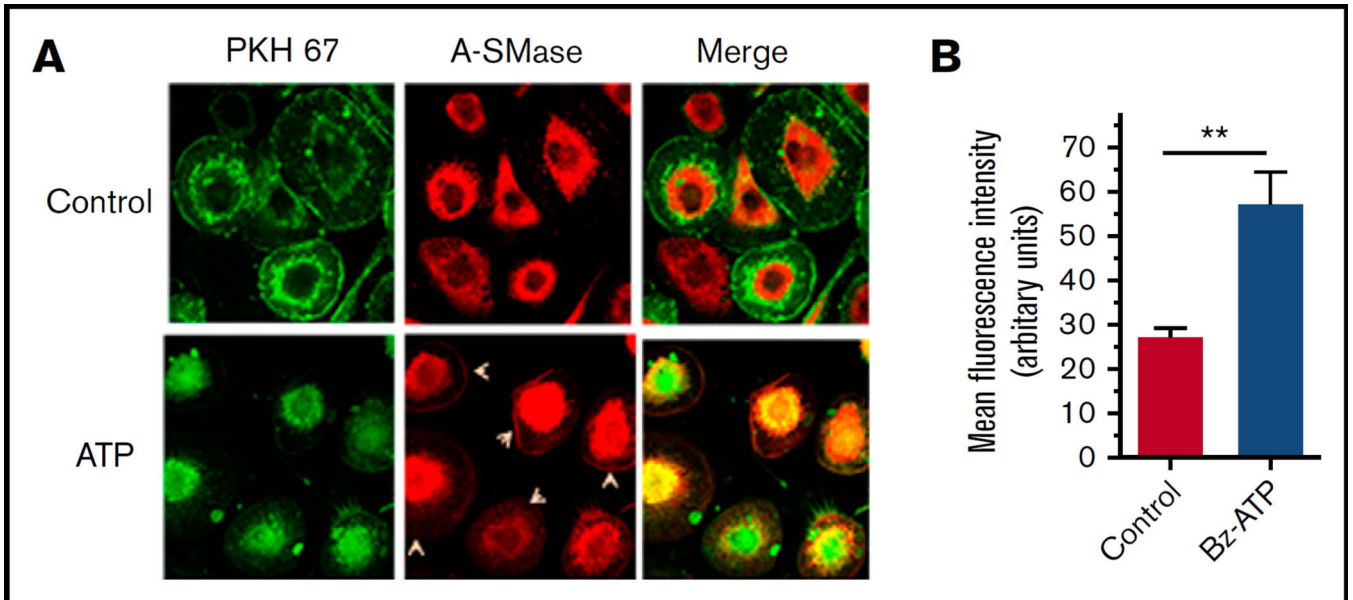 A
PKH 67
A-SMase
Merge
Control
ATP
B
Mean fluorescence intensity
(arbitary units)
**
70
60
50
40
30
20
10
0
Control
Bz-ATP